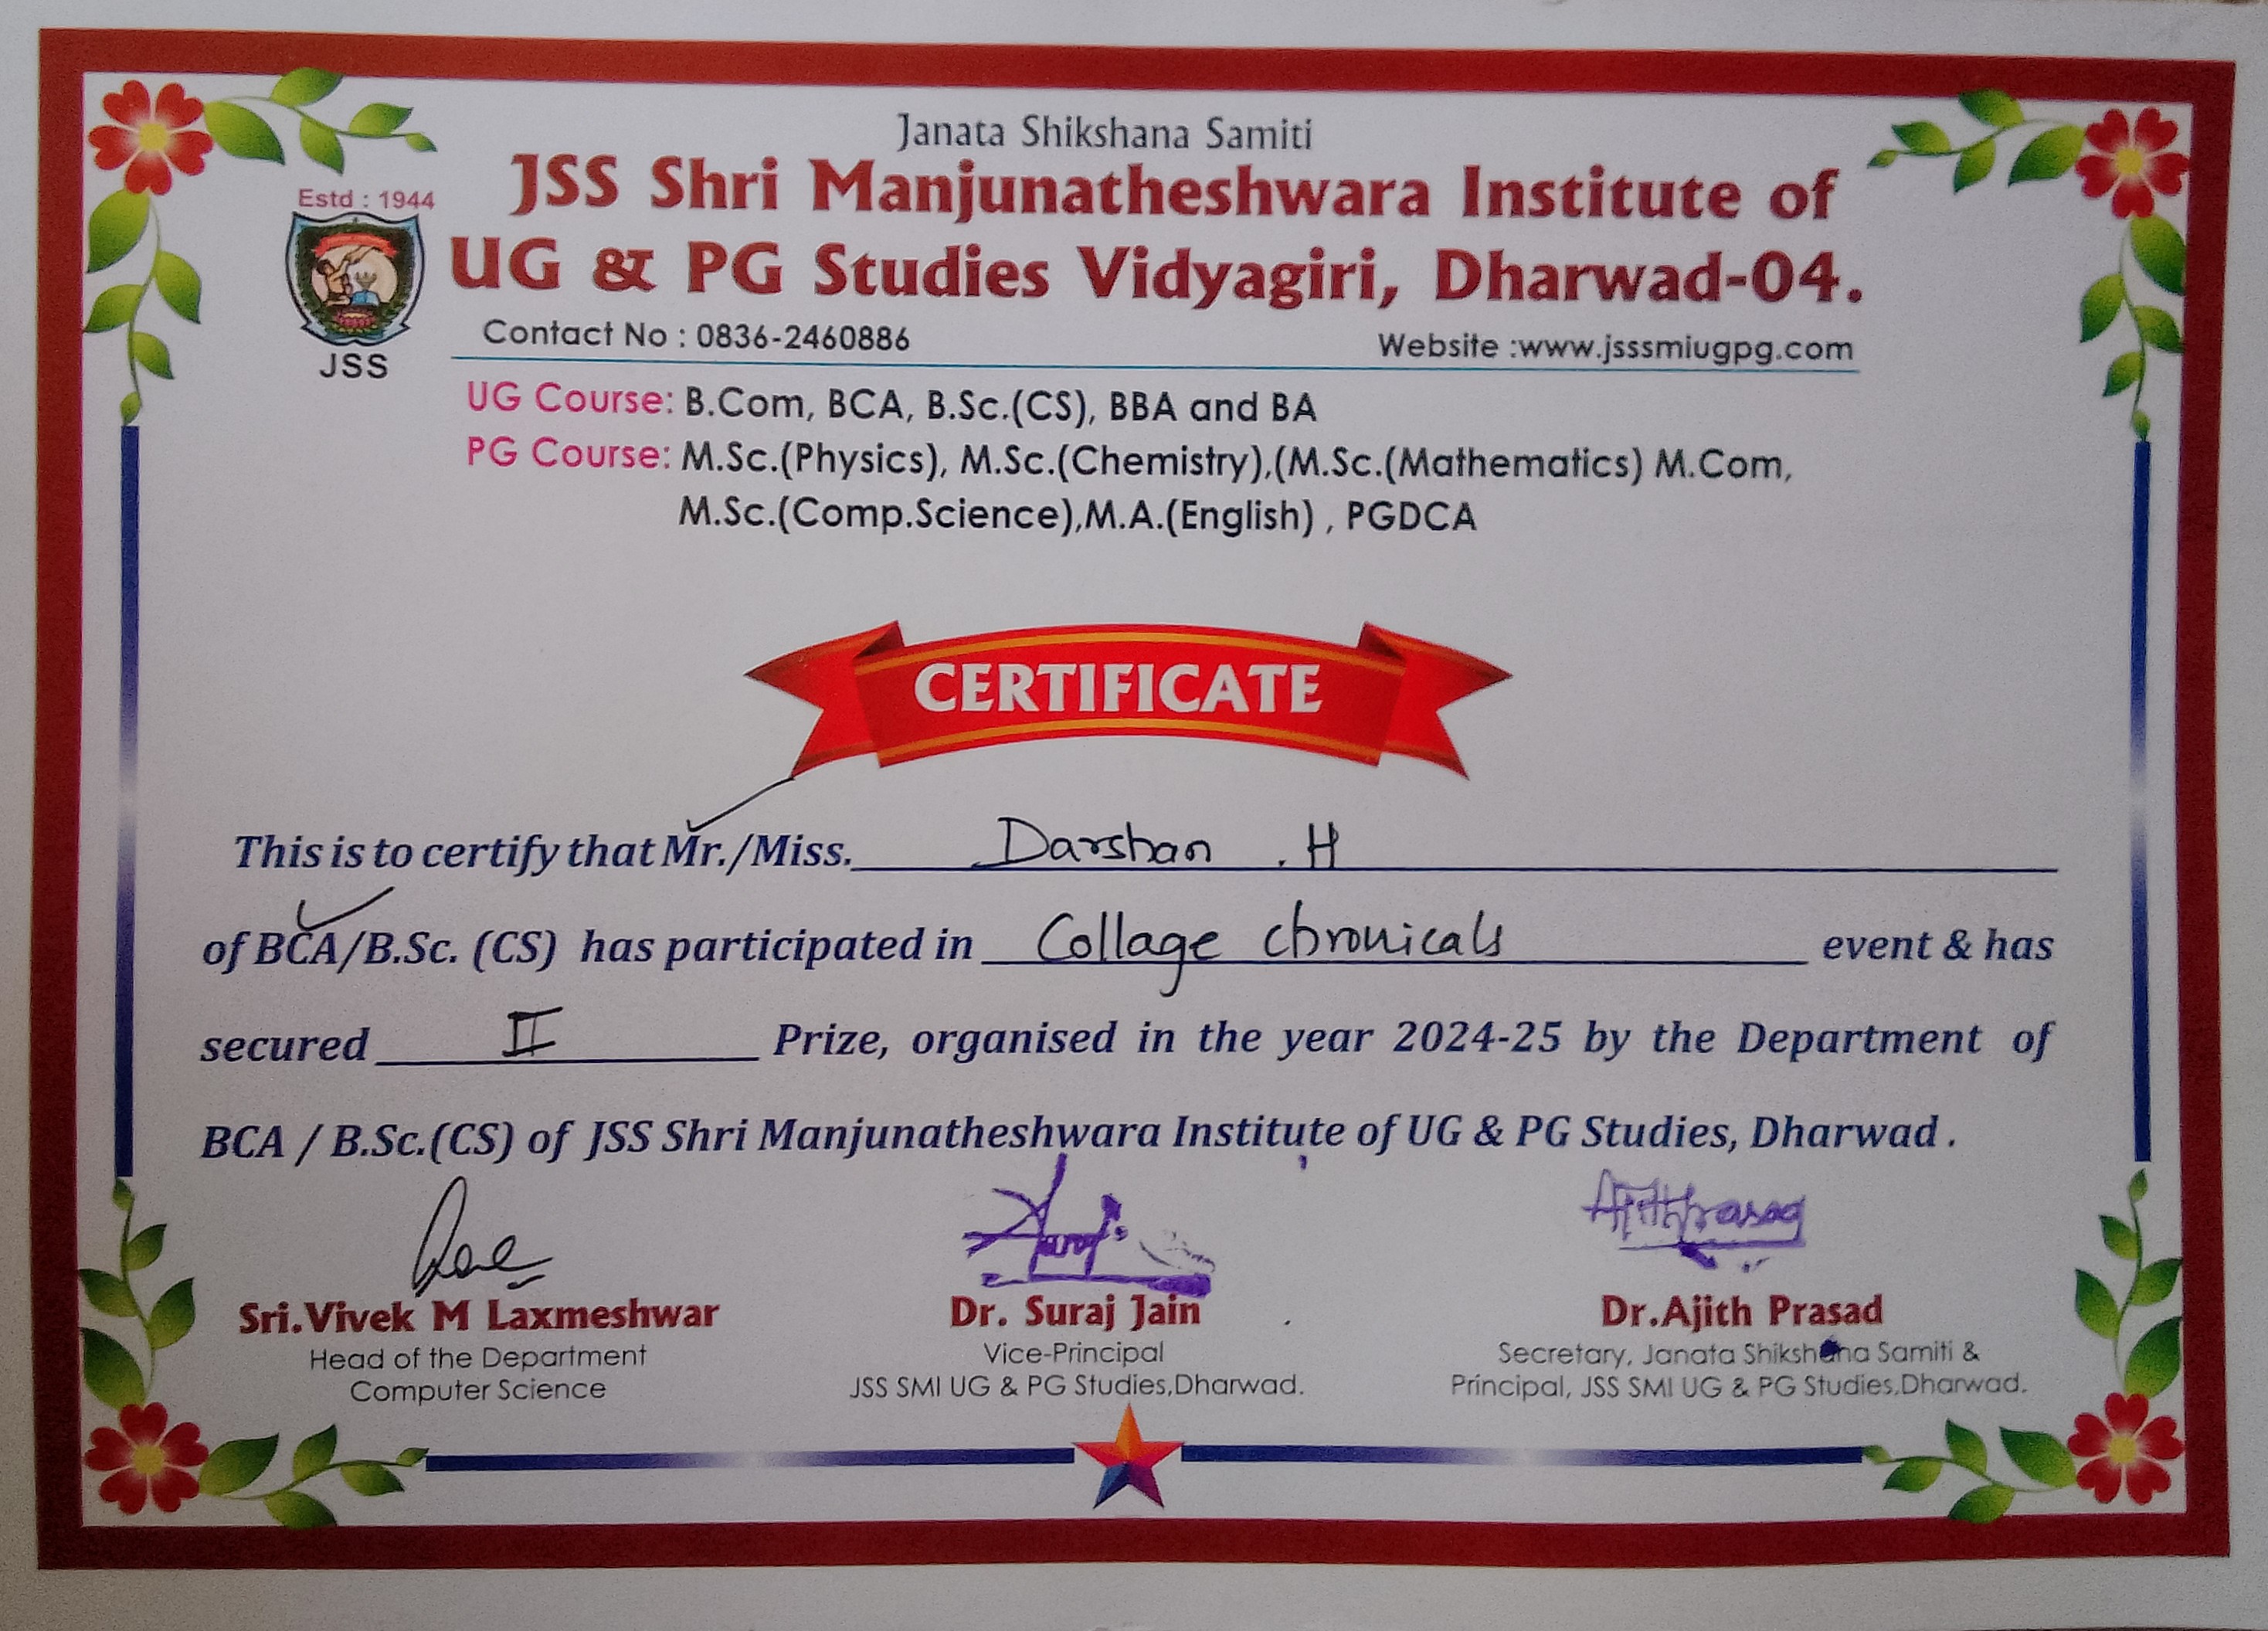 Janata Shikshana Samiti
JSS Shri Manjunatheshwara Institute of
UG & PG Studies Vidyagiri, Dharwad-04.
Estd : 1944
JSS
Contact No : 0836-2460886 Website :www.jsssmiugpg.com
UG Course: B.Com, BCA, B.Sc.(CS), BBA and BA
PG Course: M.Sc.(Physics), M.Sc.(Chemistry),(M.Sc.(Mathematics) M.Com,
M.Sc.(Comp.Science),M.A.(English) , PGDCA
CERTIFICATE
This is to certify that Mr./Miss. Darshan . H
of BCA/B.Sc. (CS) has participated in Collage chronicals event & has
secured II Prize, organised in the year 2024-25 by the Department of
BCA / B.Sc.(CS) of JSS Shri Manjunatheshwara Institute of UG & PG Studies, Dharwad .
Ajithprasad
Sri.Vivek M Laxmeshwar Dr. Suraj Jain Dr.Ajith Prasad
Head of the Department Vice-Principal Secretary, Janata Shikshana Samiti &
Computer Science JSS SMI UG & PG Studies,Dharwad. Principal, JSS SMI UG & PG Studies,Dharwad.